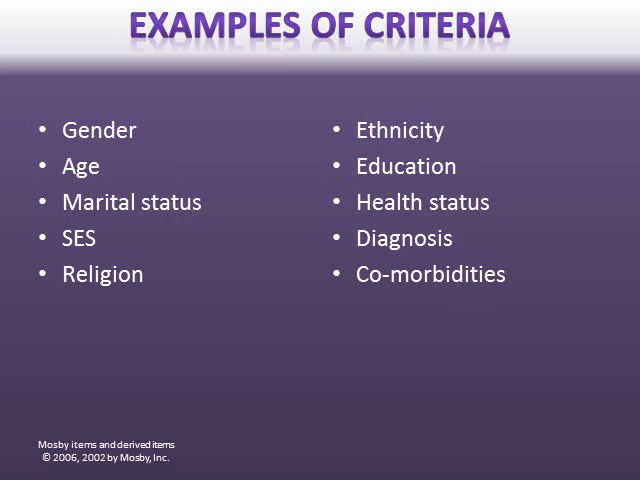 EXAMPLES OF CRITERIA
• Gender
• Age
• Marital status
• SES
• Religion
• Ethnicity
• Education
• Health status
• Diagnosis
• Co-morbidities
Mosby items and derived items
© 2006, 2002 by Mosby, Inc.